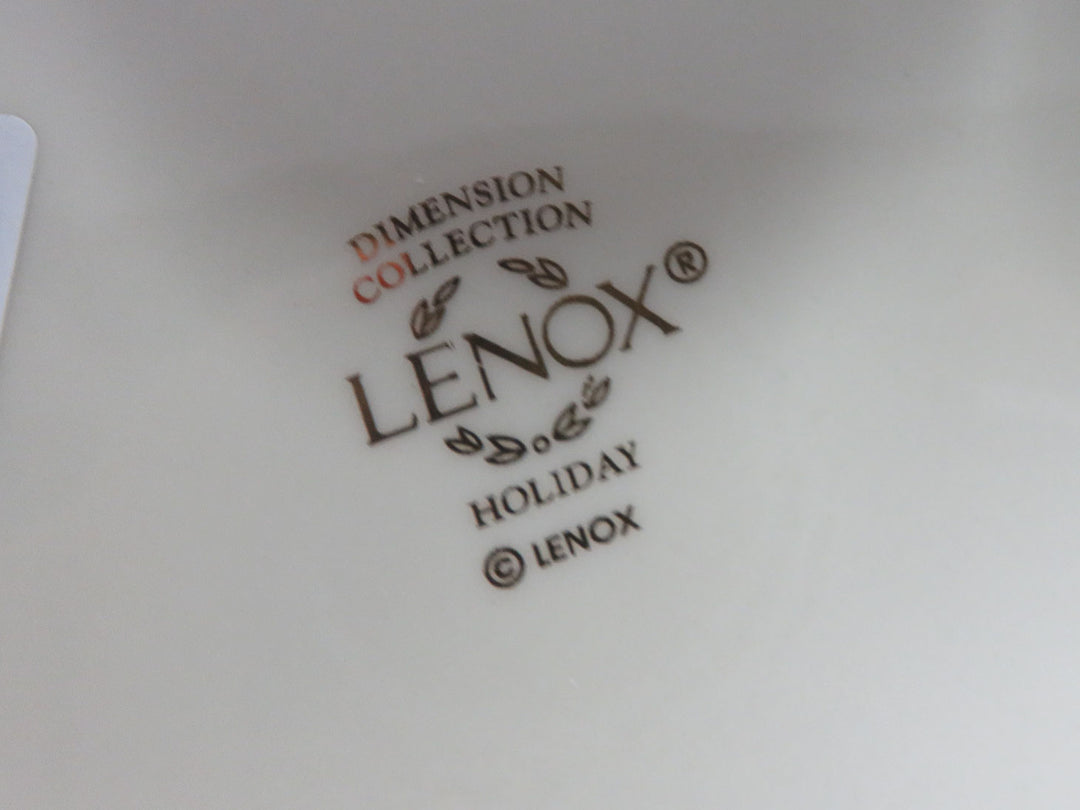 DIMENSION
COLLECTION
LENOX®
HOLIDAY
© LENOX